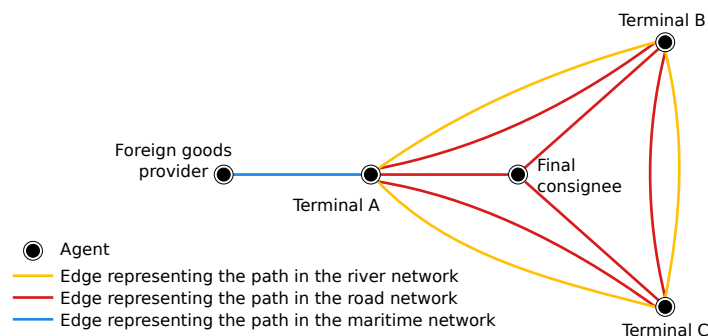 Terminal B
Foreign goods
provider
Final
consignee
Terminal A
Agent
Edge representing the path in the river network
Edge representing the path in the road network
Edge representing the path in the maritime network
Terminal C